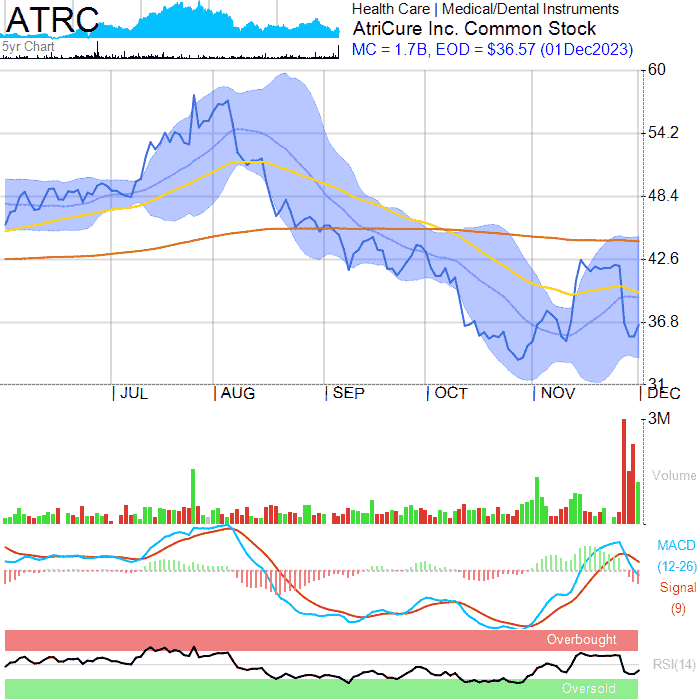 ATRC
5yr Chart
Health Care | Medical/Dental Instruments
AtriCure Inc. Common Stock
MC = 1.7B, EOD = $36.57 (01Dec2023)
60
54.2
48.4
42.6
36.8
31
JUL AUG SEP OCT NOV DEC
3M
Volume
MACD
(12-26)
Signal
(9)
Overbought
RSI(14)
Oversold